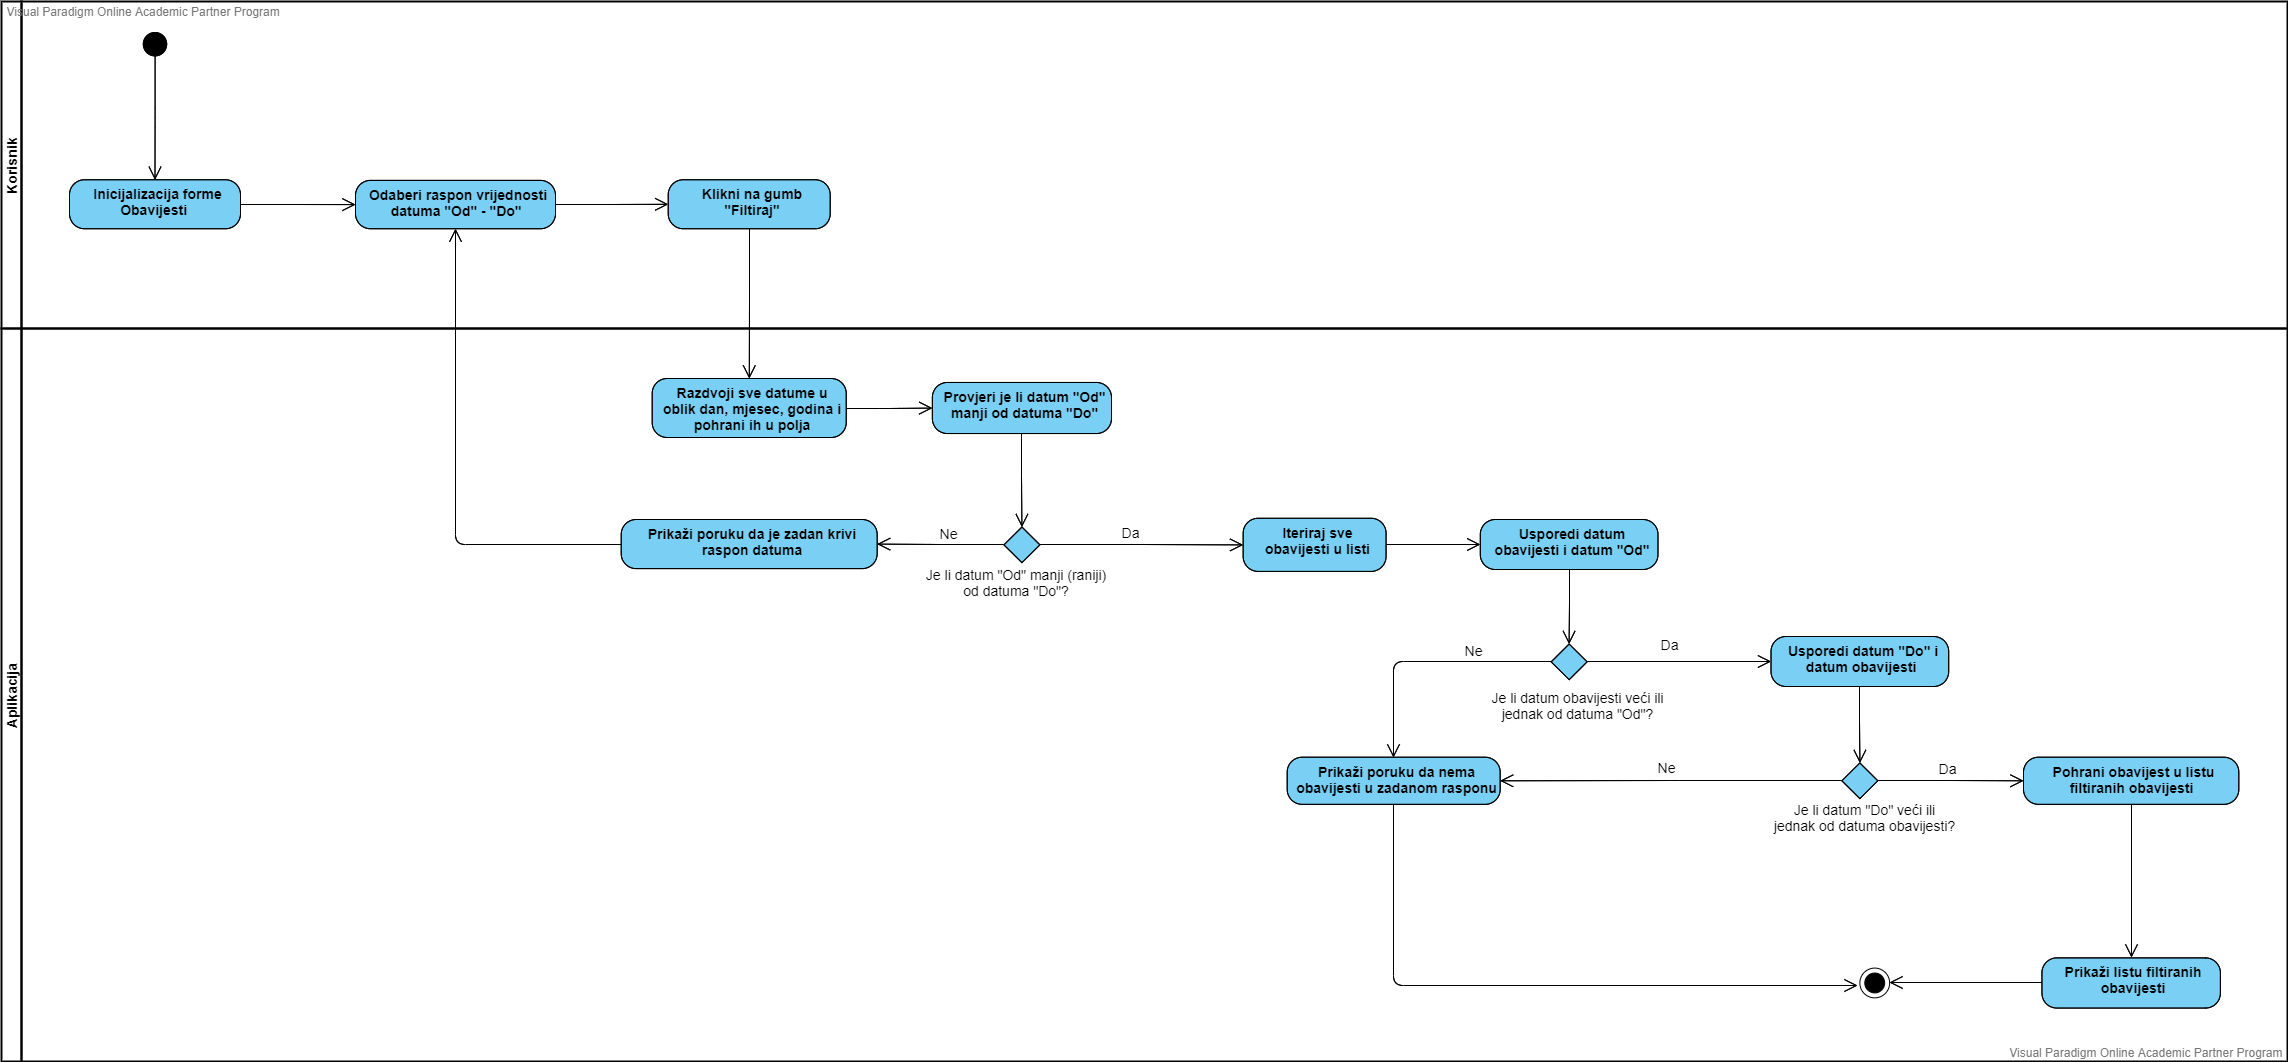 Visual Paradigm Online Academic Partner Program
Korisnik
Inicijalizacija forme
Obavijesti
Odaberi raspon vrijednosti
datuma "Od" - "Do"
Klikni na gumb
"Filtiraj"
Aplikacija
Razdvoji sve datume u
oblik dan, mjesec, godina i
pohrani ih u polja
Provjeri je li datum "Od"
manji od datuma "Do"
Prikaži poruku da je zadan krivi
raspon datuma
Ne
Da
Je li datum "Od" manji (raniji)
od datuma "Do"?
Iteriraj sve
obavijesti u listi
Usporedi datum
obavijesti i datum "Od"
Ne
Da
Je li datum obavijesti veći ili
jednak od datuma "Od"?
Usporedi datum "Do" i
datum obavijesti
Prikaži poruku da nema
obavijesti u zadanom rasponu
Ne
Da
Je li datum "Do" veći ili
jednak od datuma obavijesti?
Pohrani obavijest u listu
filtiranih obavijesti
Prikaži listu filtiranih
obavijesti
Visual Paradigm Online Academic Partner Program